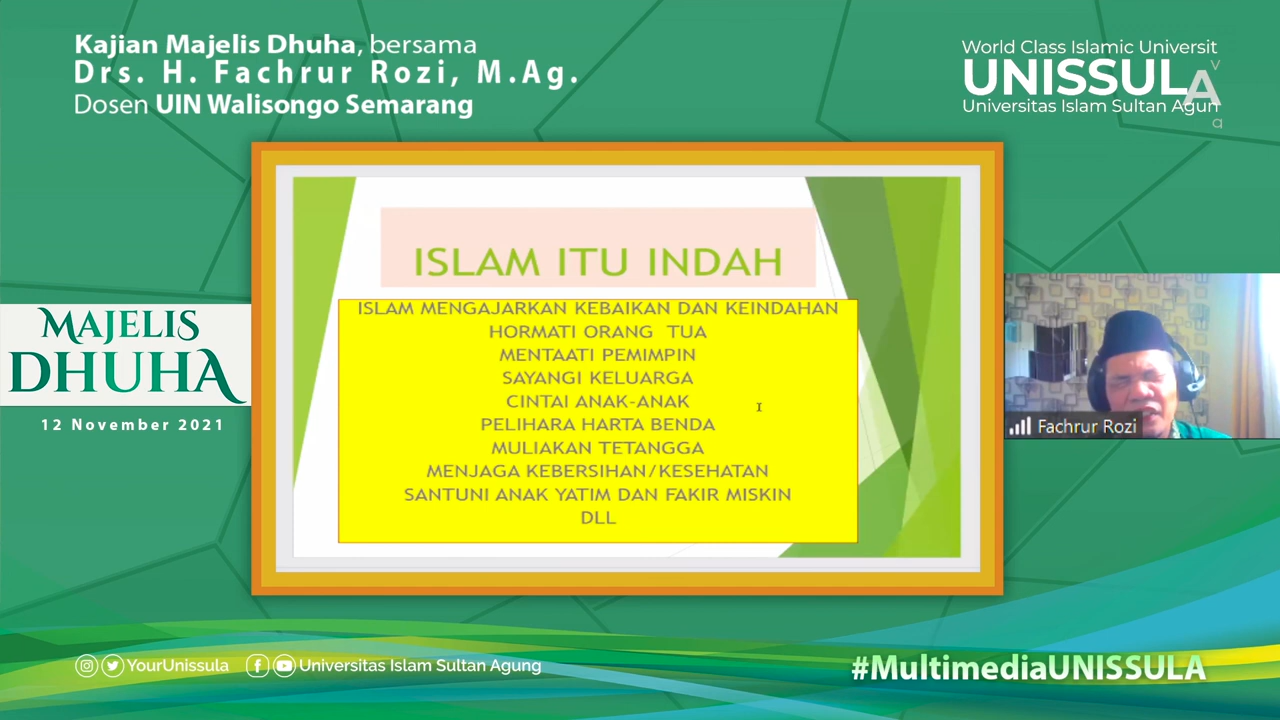 Kajian Majelis Dhuha, bersama
Drs. H. Fachrur Rozi, M.Ag.
Dosen UIN Walisongo Semarang
World Class Islamic Universit
UNISSULA
Universitas Islam Sultan Agun
ISLAM ITU INDAH
ISLAM MENGAJARKAN KEBAIKAN DAN KEINDAHAN
HORMATI ORANG TUA
MENTAATI PEMIMPIN
SAYANGI KELUARGA
CINTAI ANAK-ANAK
PELIHARA HARTA BENDA
MULIAKAN TETANGGA
MENJAGA KEBERSIHAN/KESEHATAN
SANTUNI ANAK YATIM DAN FAKIR MISKIN
DLL
MAJELIS
DHUHA
12 November 2021
Fachrur Rozi
YourUnissula
Universitas Islam Sultan Agung
#MultimediaUNISSULA